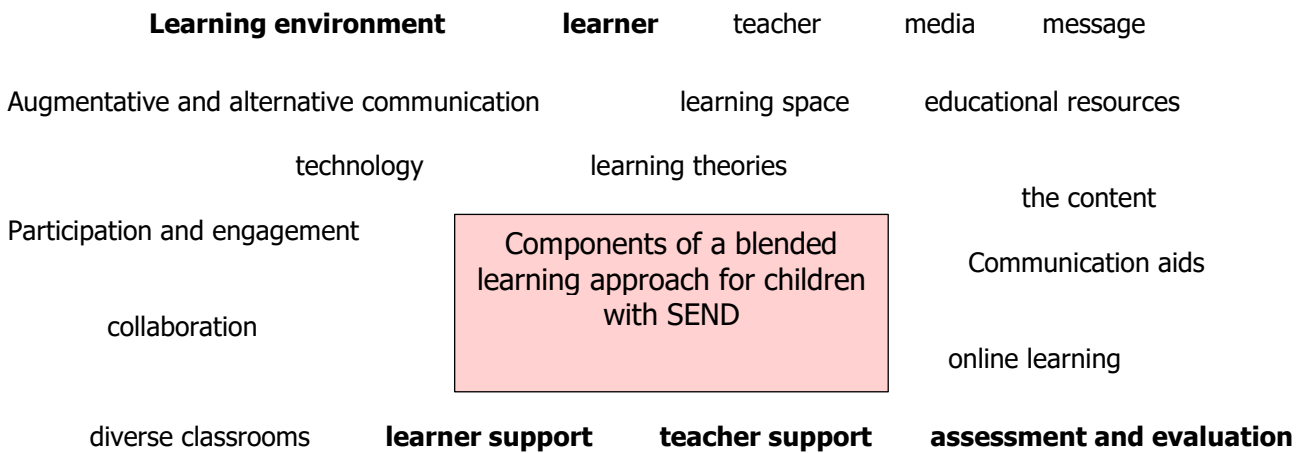 Learning environment learner teacher media message
Augmentative and alternative communication learning space educational resources
technology learning theories
the content
Participation and engagement
Components of a blended
learning approach for children
with SEND
Communication aids
collaboration
online learning
diverse classrooms learner support teacher support assessment and evaluation